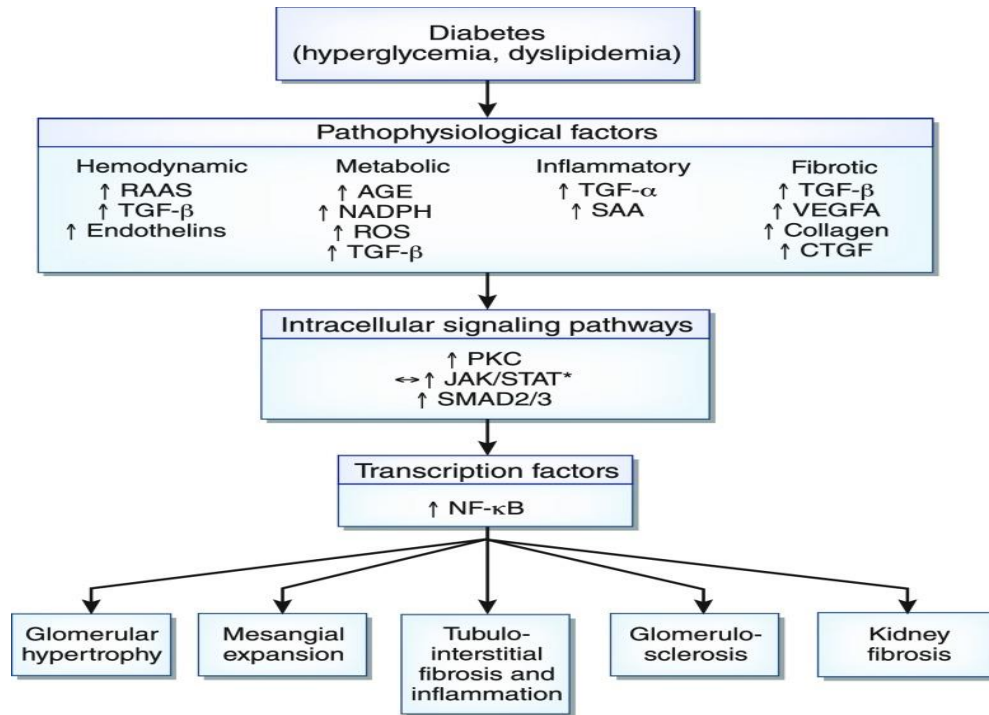 Diabetes
(hyperglycemia, dyslipidemia)
Pathophysiological factors
Hemodynamic
↑ RAAS
↑ TGF-β
↑ Endothelins
Metabolic
↑ AGE
↑ NADPH
↑ ROS
↑ TGF-β
Inflammatory
↑ TGF-α
↑ SAA
Fibrotic
↑ TGF-β
↑ VEGFA
↑ Collagen
↑ CTGF
Intracellular signaling pathways
↑ PKC
↔↑ JAK/STAT*
↑ SMAD2/3
Transcription factors
↑ NF-κB
Glomerular
hypertrophy
Mesangial
expansion
Tubulo-
interstitial
fibrosis and
inflammation
Glomerulo-
sclerosis
Kidney
fibrosis